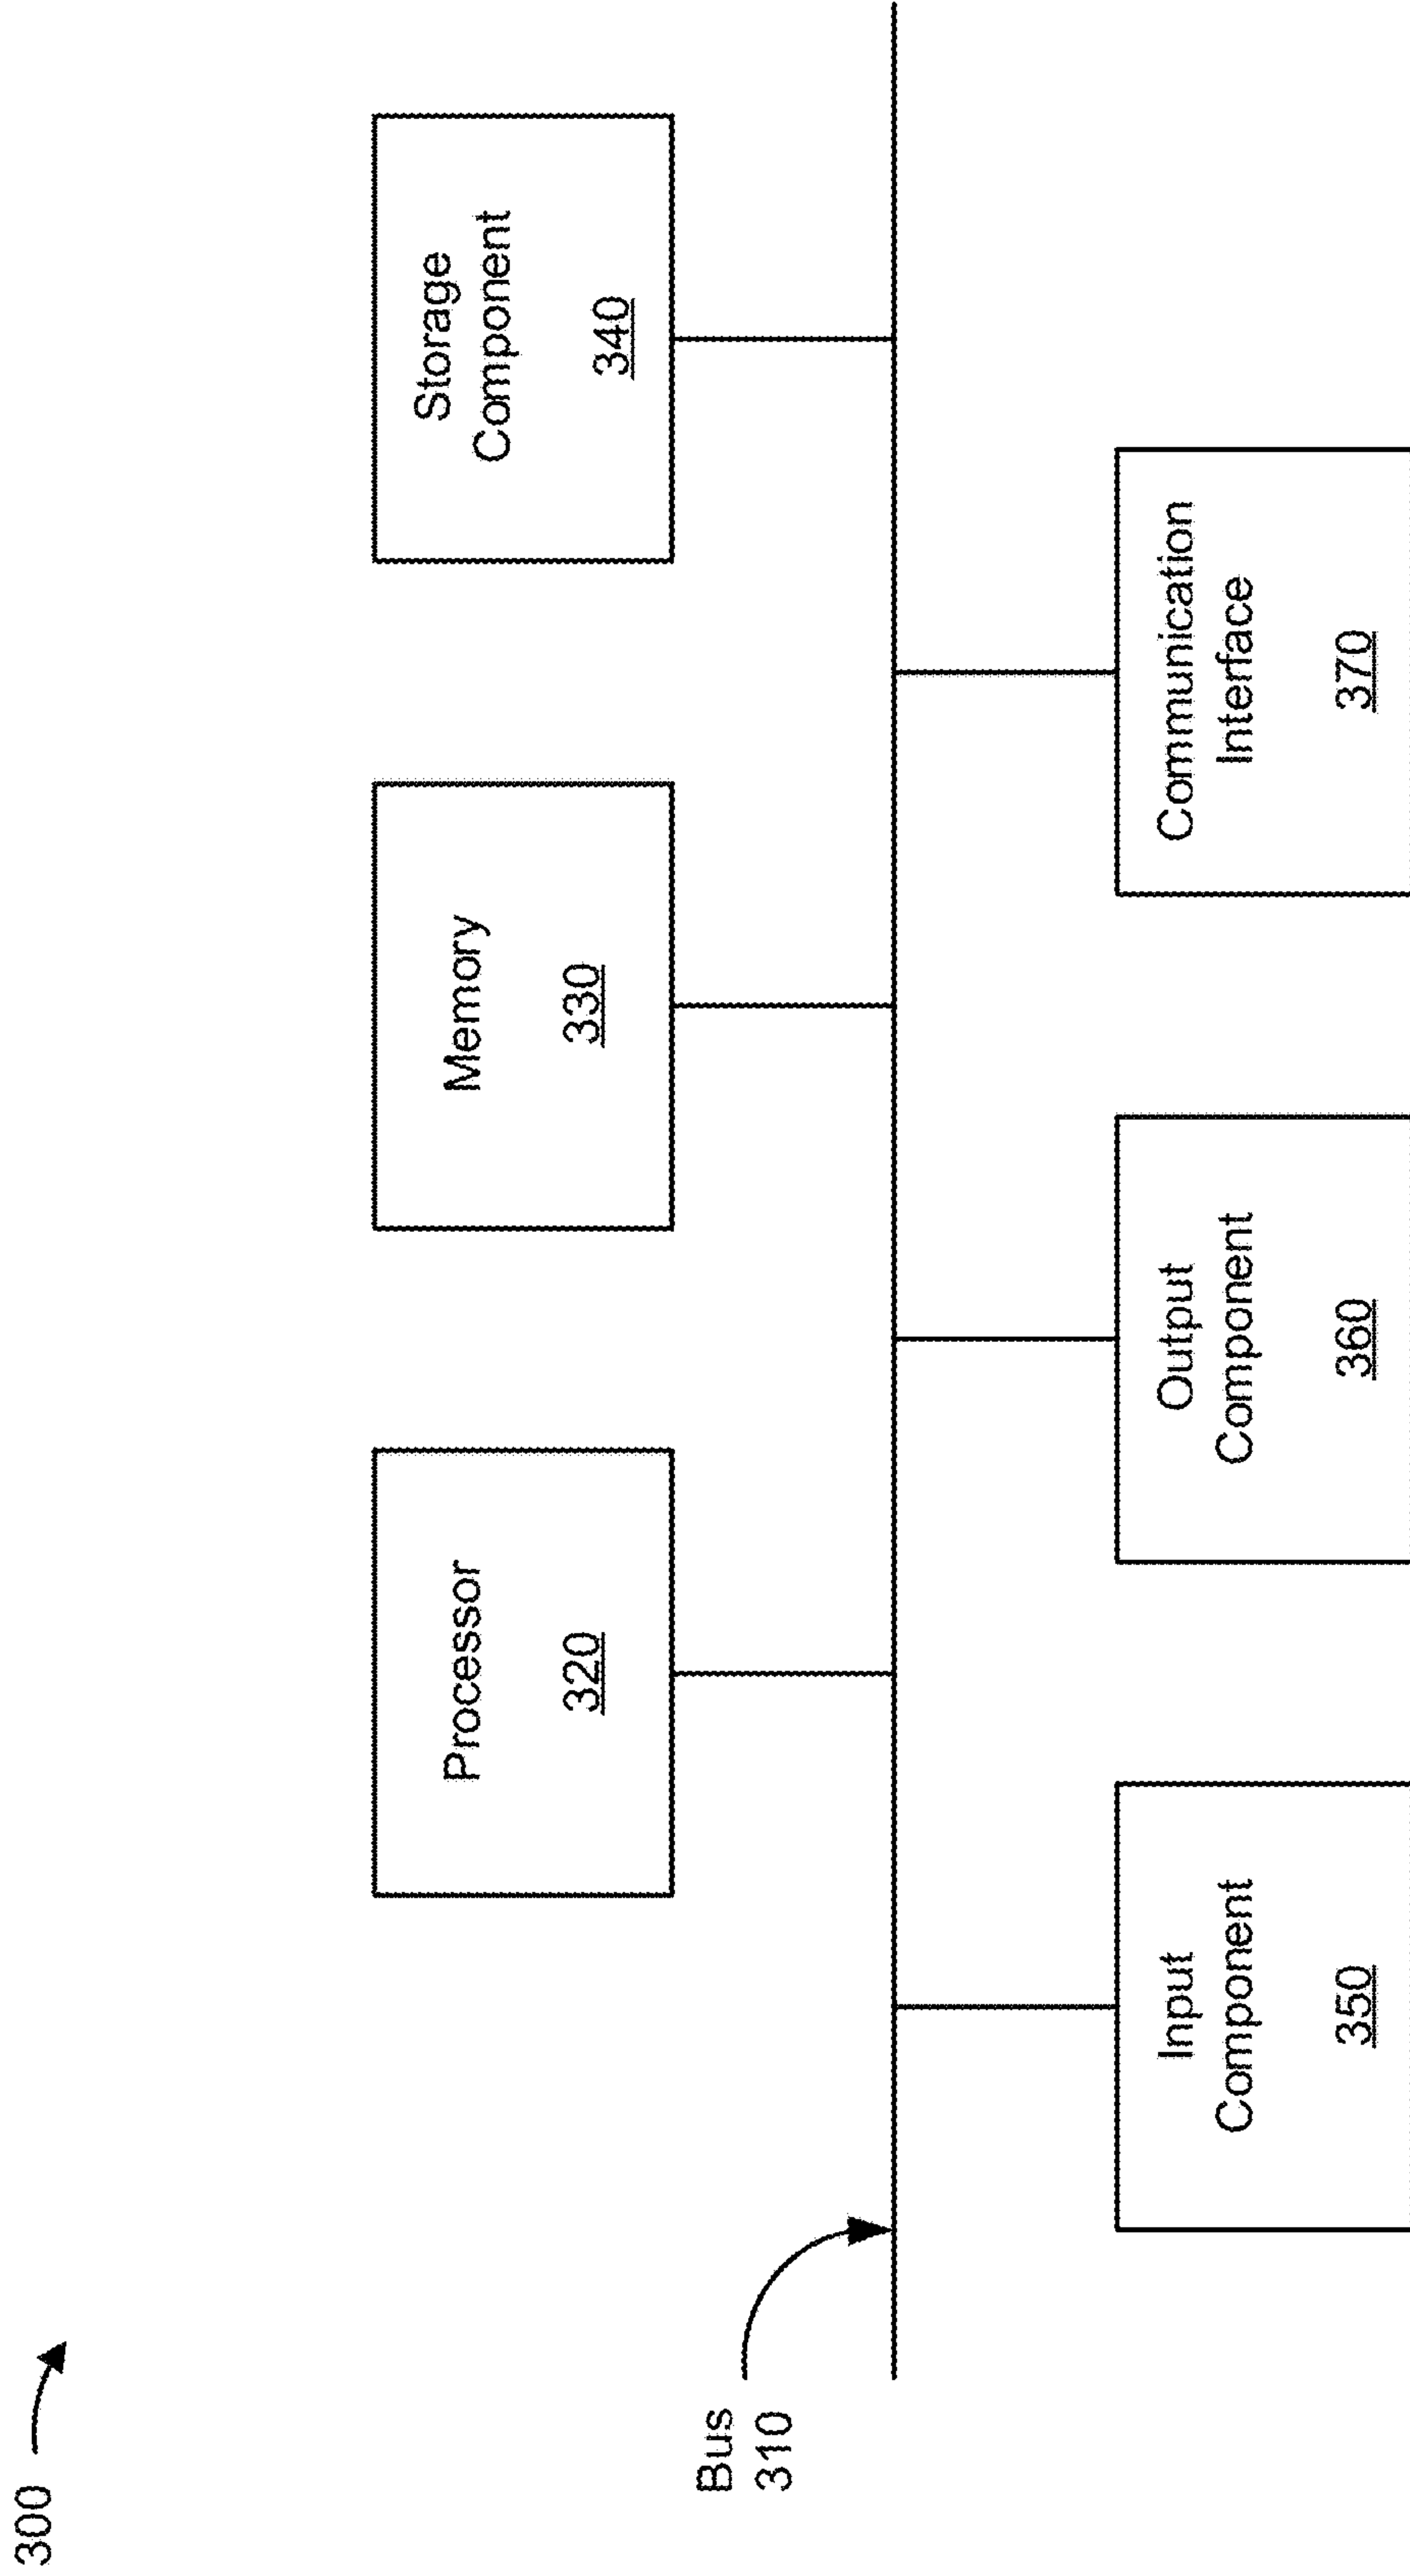 300
Processor
320
Memory
330
Storage
Component
340
Bus
310
Input
Component
350
Output
Component
360
Communication
Interface
370